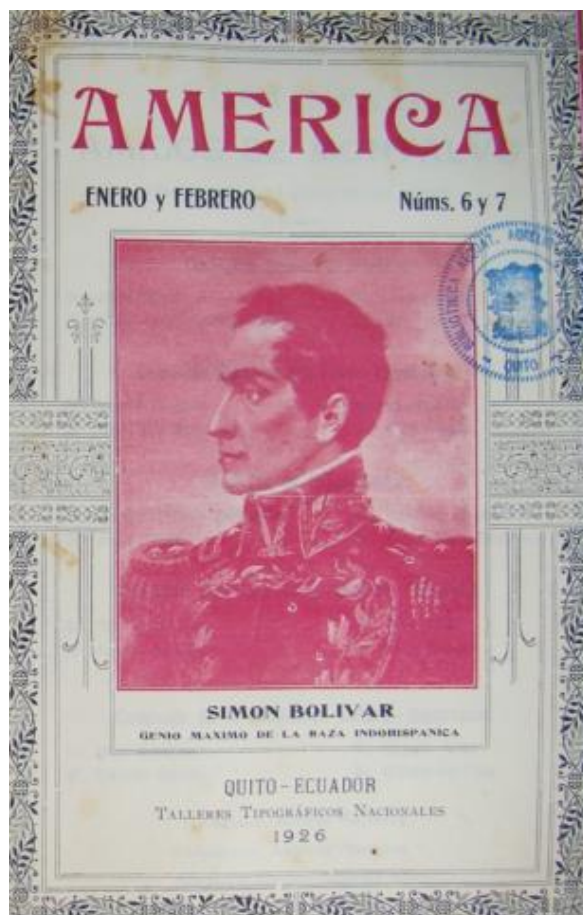 AMERICA
ENERO y FEBRERO Núms. 6 y 7
BIBLIOTHECA
QUITO
SIMON BOLIVAR
GENIO MAXIMO DE LA RAZA INDOHISPANICA
QUITO-ECUADOR
TALLERES TIPOGRÁFICOS NACIONALES
1926